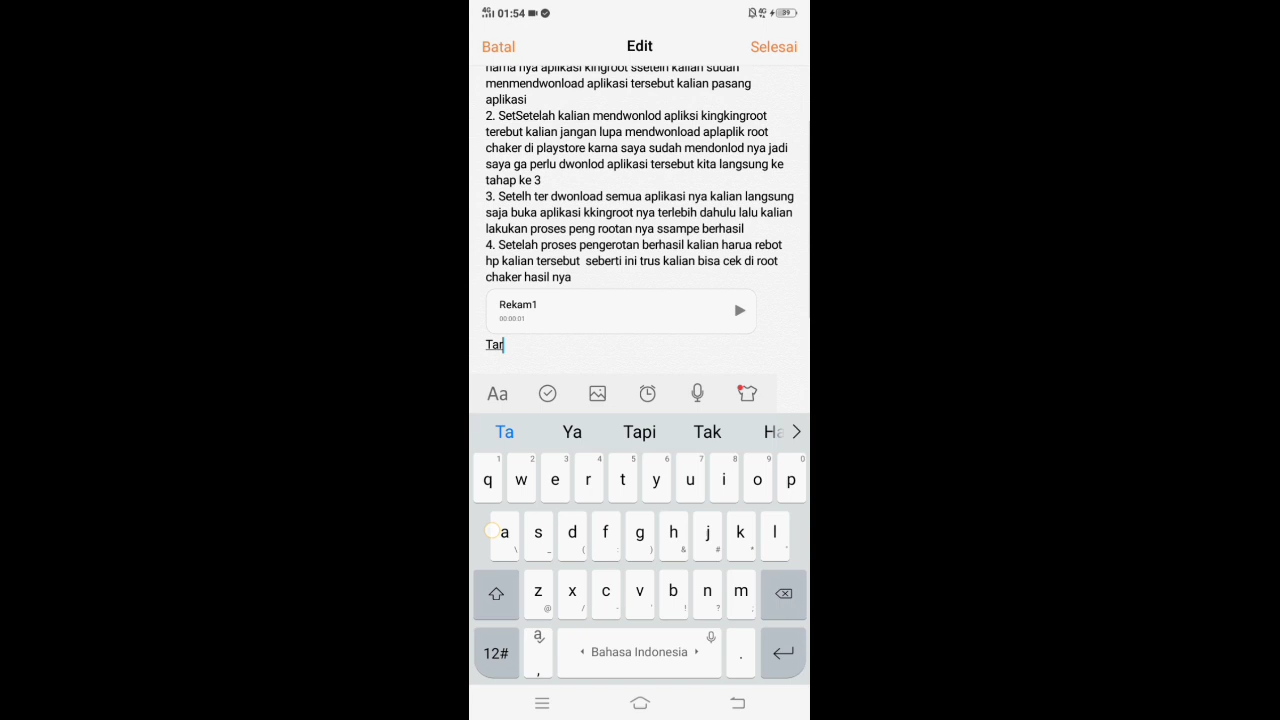 4G 01:54 4G 39
Batal Edit Selesai
nama nya aplikasi kingroot ssetelh kalian sudah
menmendwonload aplikasi tersebut kalian pasang
aplikasi
2. SetSetelah kalian mendwonlod apliksi kingkingroot
terebut kalian jangan lupa mendwonload aplaplik root
chaker di playstore karna saya sudah mendonlod nya jadi
saya ga perlu dwonlod aplikasi tersebut kita langsung ke
tahap ke 3
3. Setelh ter dwonload semua aplikasi nya kalian langsung
saja buka aplikasi kkingroot nya terlebih dahulu lalu kalian
lakukan proses peng rootan nya ssampe berhasil
4. Setelah proses pengerotan berhasil kalian harua rebot
hp kalian tersebut seberti ini trus kalian bisa cek di root
chaker hasil nya
Rekam1
00:00:01
Tar
Aa
Ta Ya Tapi Tak Ha
1 2 3 4 5 6 7 8 9 0
q w e r t y u i o p
a s d f g h j k l
\ _ ( : ) & # *
z x c v b n m
@ / - ' ! ? ;
12# a , Bahasa Indonesia .